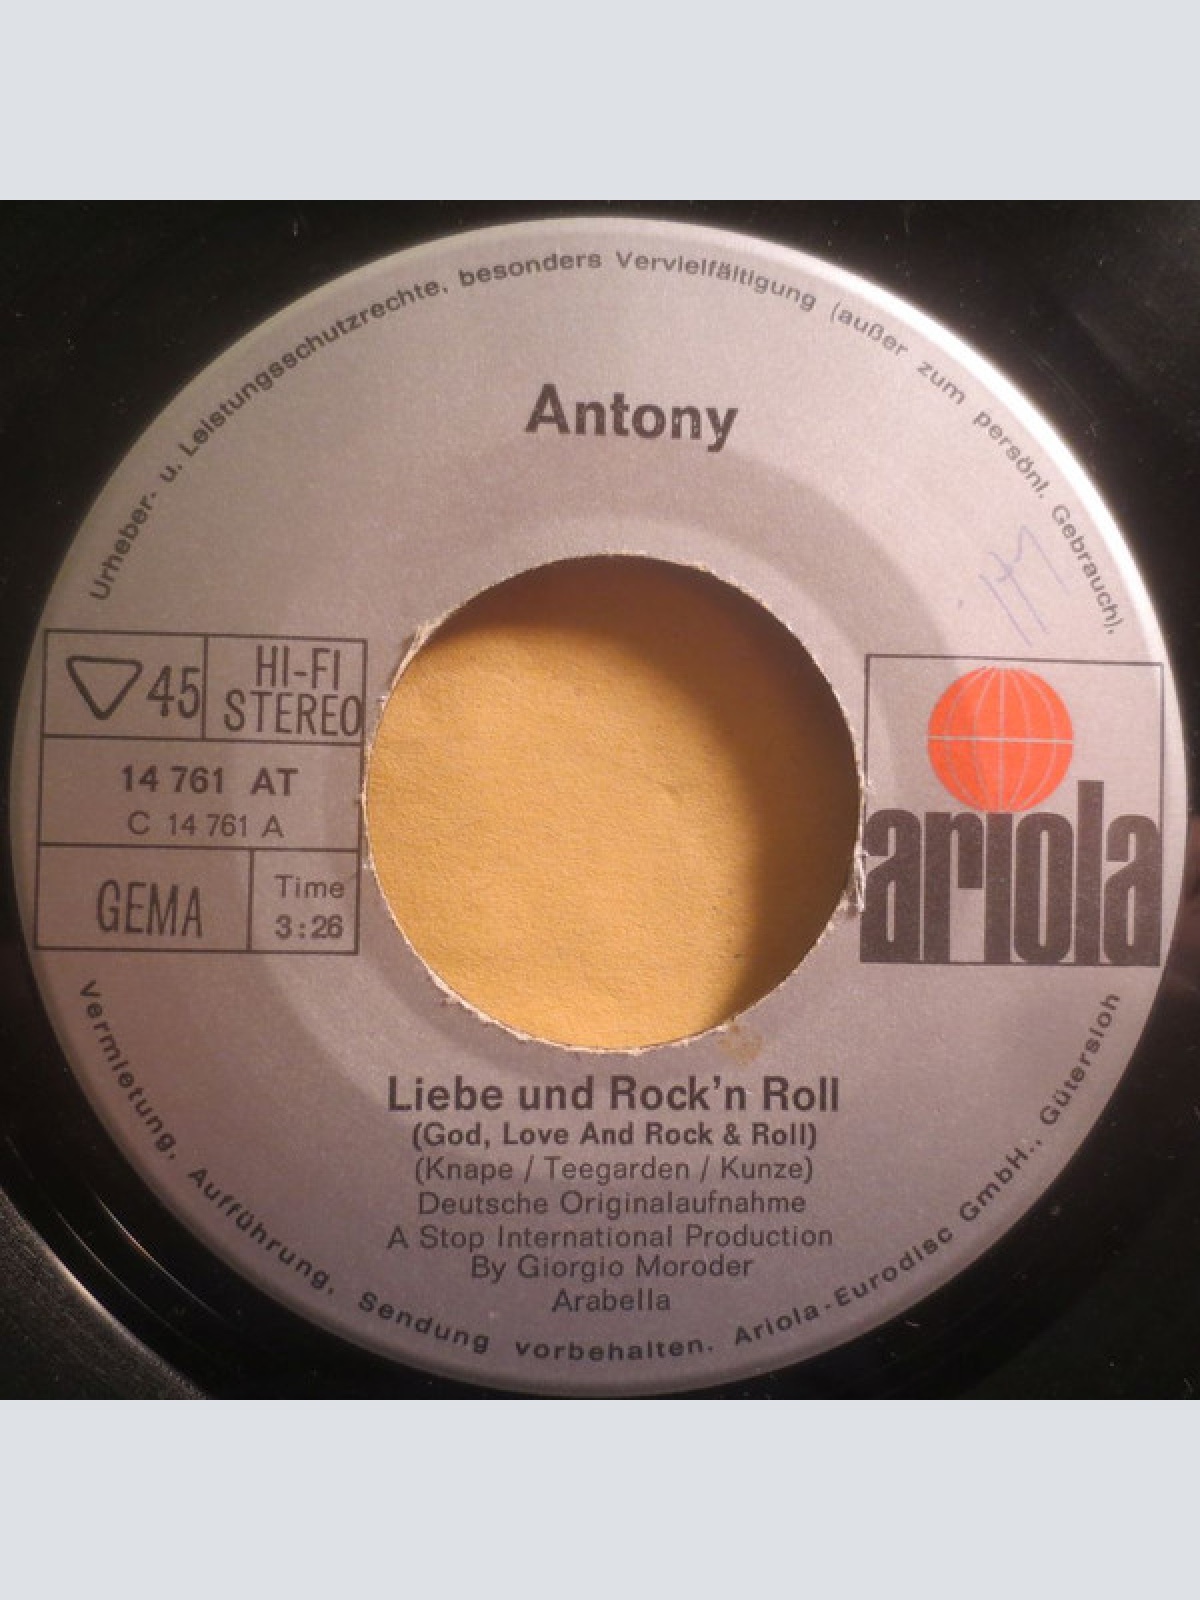 Urheber- u. Leistungsschutzrechte, besonders Vervielfältigung (außer zum persönl. Gebrauch),
Antony
45
HI-FI
STEREO
14 761 AT
C 14 761 A
GEMA
Time
3:26
ariola
Liebe und Rock'n Roll
(God, Love And Rock & Roll)
(Knape / Teegarden / Kunze)
Deutsche Originalaufnahme
A Stop International Production
By Giorgio Moroder
Arabella
Vermietung, Aufführung, Sendung vorbehalten. Ariola-Eurodisc GmbH., Gütersloh